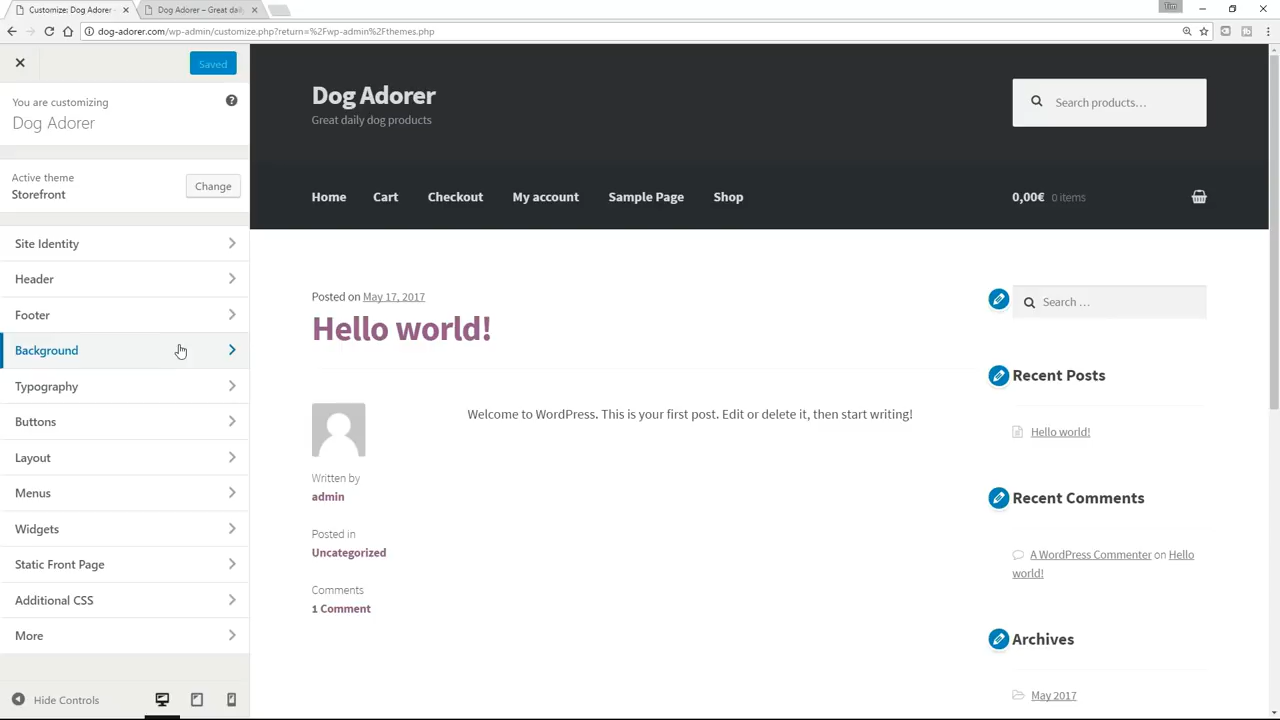 Customize: Dog Adorer -
Dog Adorer – Great dail
Tim
dog-adorer.com/wp-admin/customize.php?return=%2Fwp-admin%2Fthemes.php
Saved
You are customizing
Dog Adorer
Active theme
Storefront
Change
Site Identity
Header
Footer
Background
Typography
Buttons
Layout
Menus
Widgets
Static Front Page
Additional CSS
More
Hide Controls
Dog Adorer
Great daily dog products
Search products…
Home Cart Checkout My account Sample Page Shop
0,00€ 0 items
Posted on May 17, 2017
Hello world!
Welcome to WordPress. This is your first post. Edit or delete it, then start writing!
Written by
admin
Posted in
Uncategorized
Comments
1 Comment
Search …
Recent Posts
Hello world!
Recent Comments
A WordPress Commenter on Hello
world!
Archives
May 2017